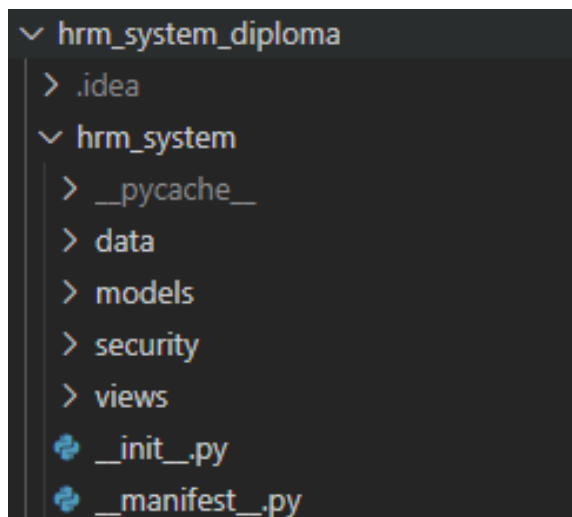 hrm_system_diploma
.idea
hrm_system
__pycache__
data
models
security
views
__init__.py
__manifest__.py